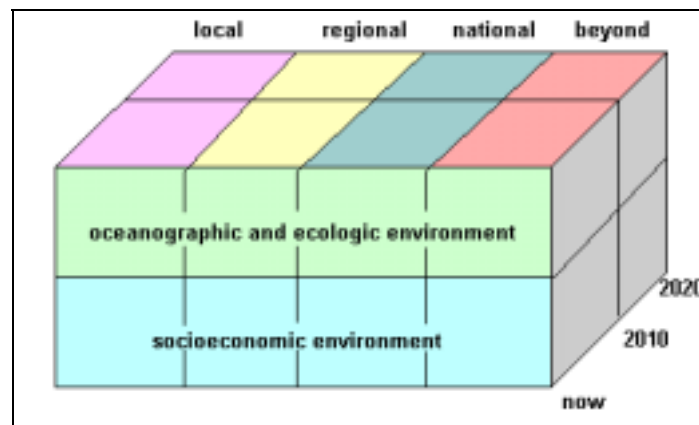 local regional national beyond
oceanographic and ecologic environment
2020
2010
socioeconomic environment
now